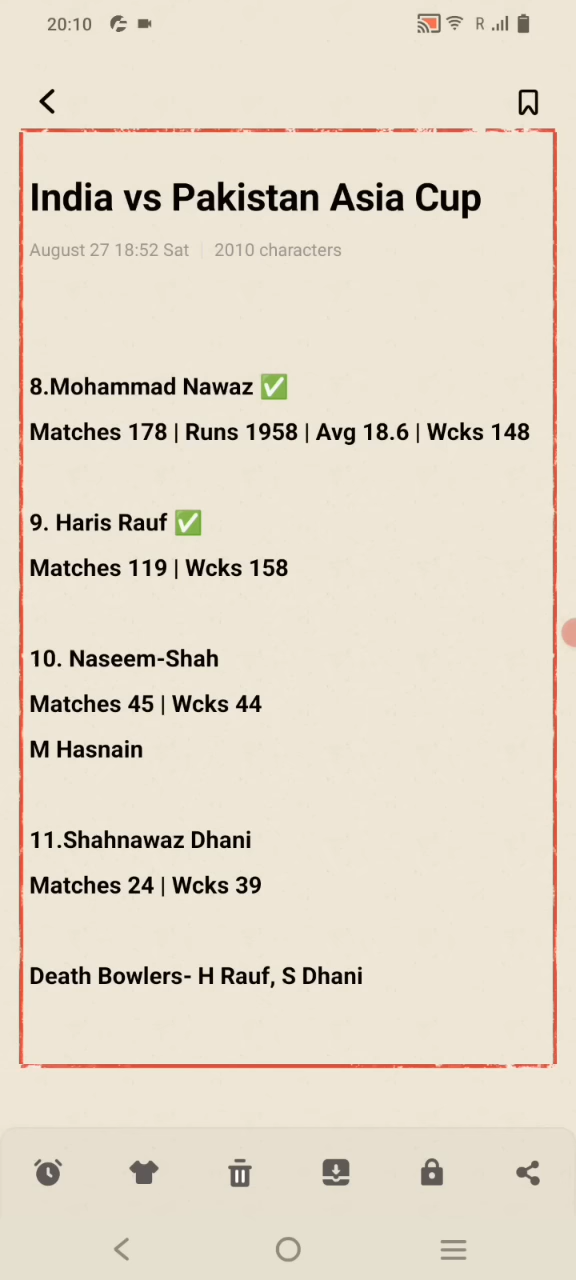 20:10
R
India vs Pakistan Asia Cup
August 27 18:52 Sat | 2010 characters
8.Mohammad Nawaz ✅
Matches 178 | Runs 1958 | Avg 18.6 | Wcks 148
9. Haris Rauf ✅
Matches 119 | Wcks 158
10. Naseem-Shah
Matches 45 | Wcks 44
M Hasnain
11.Shahnawaz Dhani
Matches 24 | Wcks 39
Death Bowlers- H Rauf, S Dhani